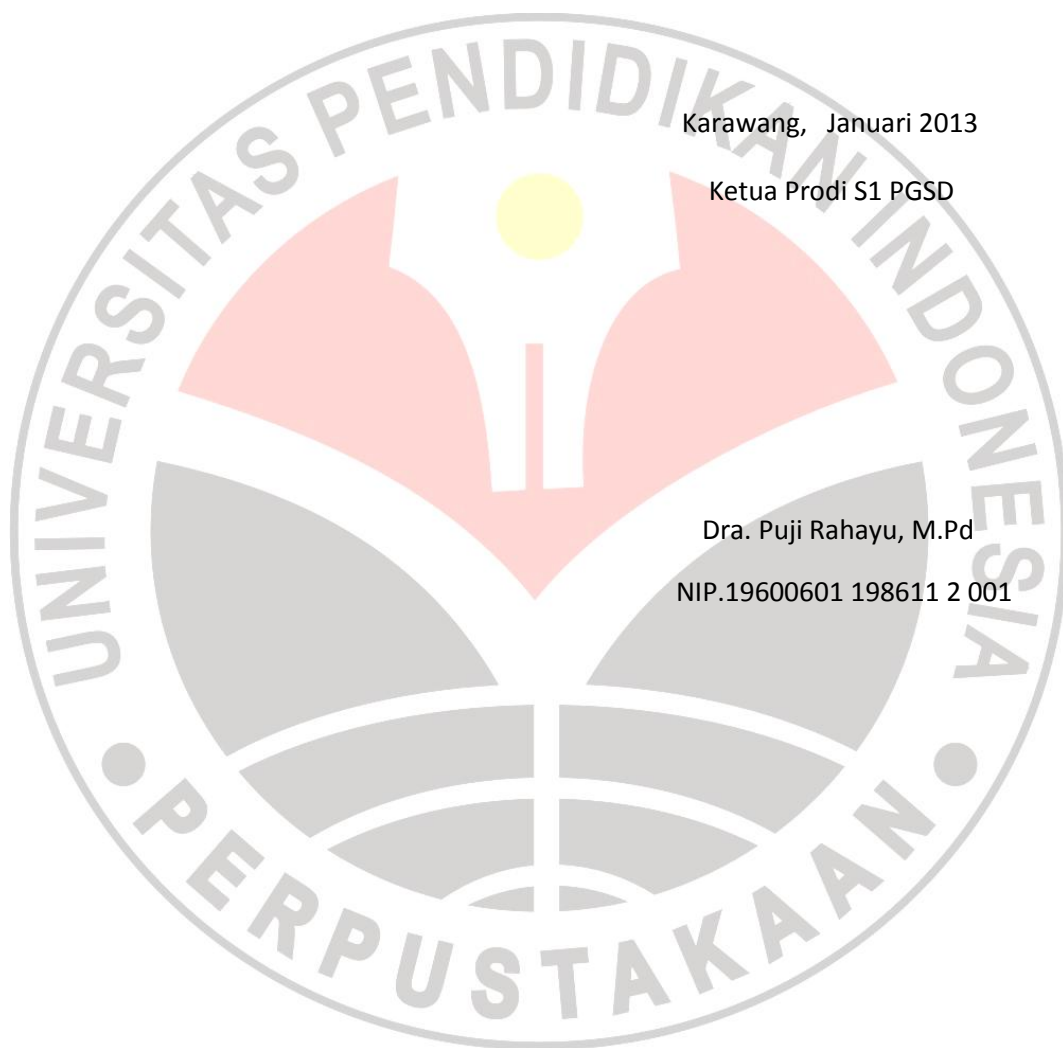 UNIVERSITAS PENDIDIKAN INDONESIA
Karawang,   Januari 2013
Ketua Prodi S1 PGSD
Dra. Puji Rahayu, M.Pd
NIP.19600601 198611 2 001
PERPUSTAKAAN